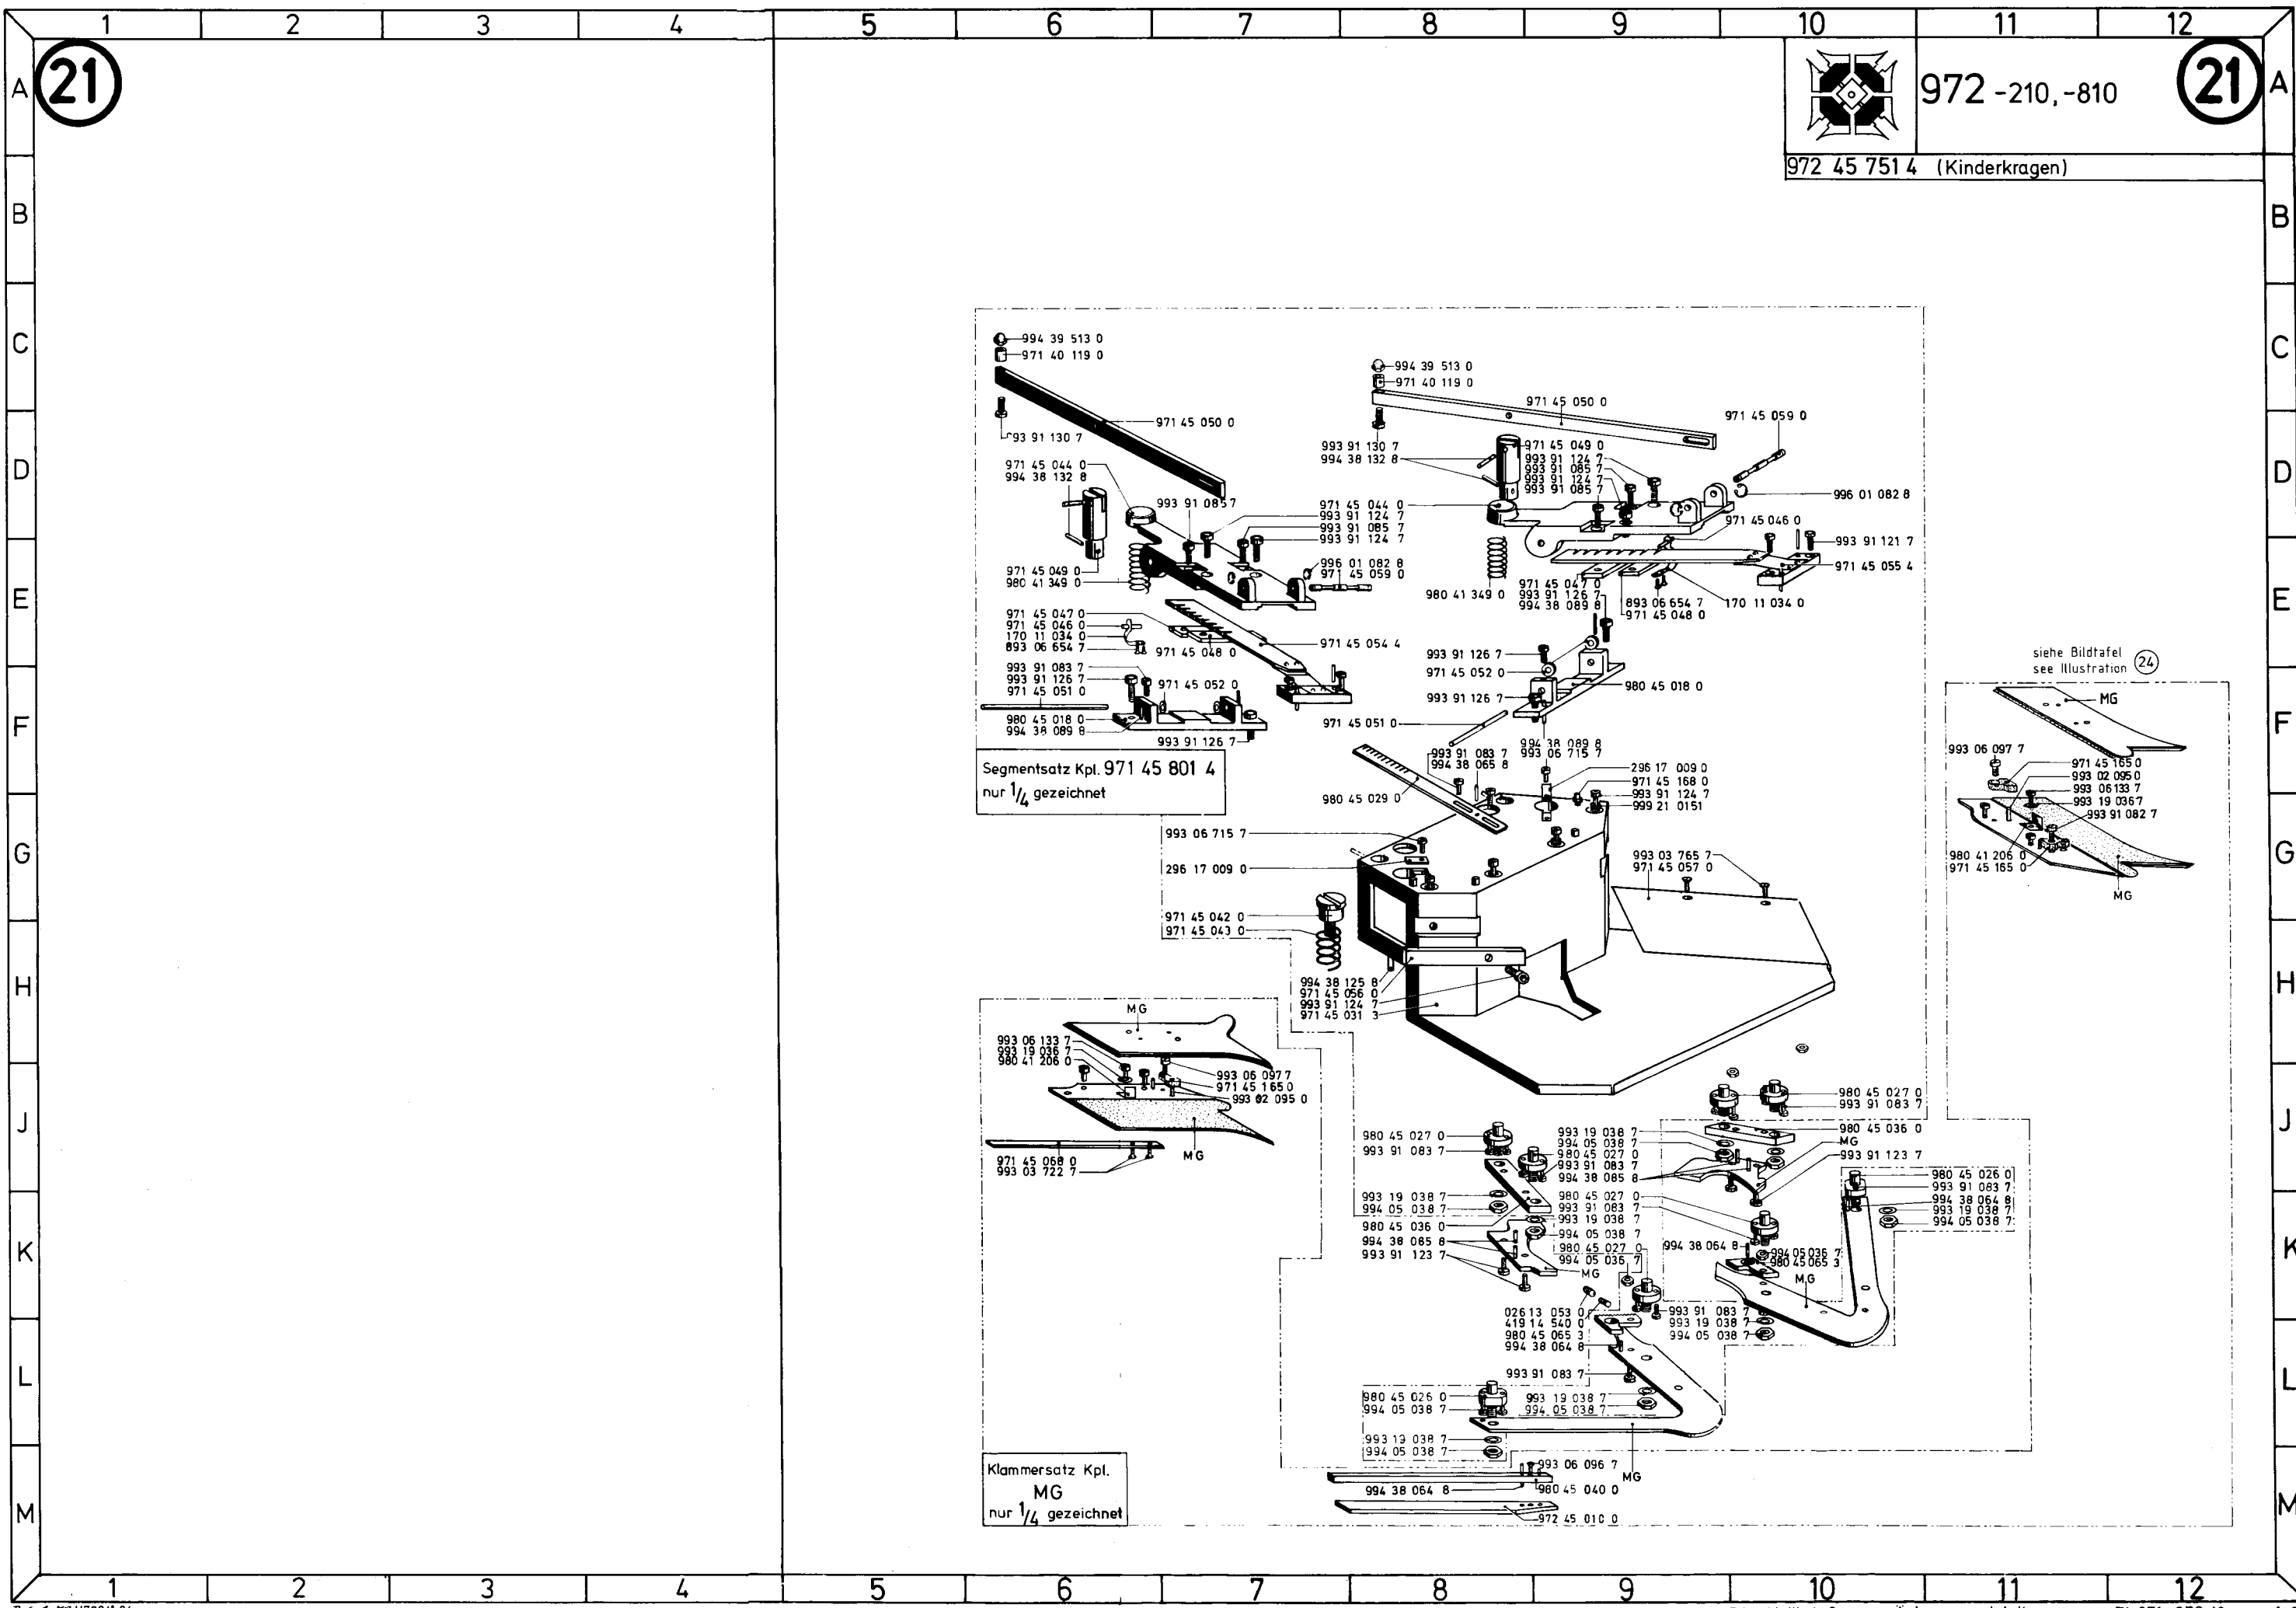 1 2 3 4 5 6 7 8 9 10 11 12
A
B
C
D
E
F
G
H
J
K
L
M
21
972 -210,-810
21
A
B
C
D
E
F
G
H
J
K
L
M
972 45 751 4 (Kinderkragen)
994 39 513 0
971 40 119 0
971 45 050 0
93 91 130 7
971 45 044 0
994 38 132 8
993 91 085 7
971 45 044 0
993 91 124 7
993 91 085 7
993 91 124 7
971 45 049 0
980 41 349 0
996 01 082 8
971 45 059 0
971 45 047 0
971 45 046 0
170 11 034 0
893 06 654 7
971 45 048 0
971 45 054 4
993 91 083 7
993 91 126 7
971 45 051 0
971 45 052 0
980 45 018 0
994 38 089 8
993 91 126 7
Segmentsatz Kpl. 971 45 801 4
nur 1/4 gezeichnet
994 39 513 0
971 40 119 0
971 45 050 0
971 45 059 0
993 91 130 7
994 38 132 8
971 45 049 0
993 91 124 7
993 91 085 7
993 91 124 7
993 91 085 7
996 01 082 8
971 45 046 0
993 91 121 7
971 45 055 4
980 41 349 0
971 45 047 0
993 91 126 7
994 38 089 8
893 06 654 7
971 45 048 0
170 11 034 0
993 91 126 7
971 45 052 0
980 45 018 0
993 91 126 7
971 45 051 0
994 38 089 8
993 06 715 7
993 91 083 7
994 38 065 8
296 17 009 0
971 45 168 0
993 91 124 7
999 21 015 1
980 45 029 0
993 06 715 7
296 17 009 0
993 03 765 7
971 45 057 0
971 45 042 0
971 45 043 0
994 38 125 8
971 45 056 0
993 91 124 7
971 45 031 3
siehe Bildtafel
see Illustration 24
MG
993 06 097 7
971 45 165 0
993 02 095 0
993 06 133 7
993 19 036 7
993 91 082 7
980 41 206 0
971 45 165 0
MG
MG
993 06 133 7
993 19 036 7
980 41 206 0
993 06 097 7
971 45 165 0
993 02 095 0
MG
971 45 068 0
993 03 722 7
980 45 027 0
993 91 083 7
980 45 036 0
MG
993 91 123 7
980 45 027 0
993 91 083 7
993 19 038 7
994 05 038 7
980 45 027 0
993 91 083 7
994 38 085 8
993 19 038 7
994 05 038 7
980 45 027 0
993 91 083 7
980 45 036 0
993 19 038 7
994 05 038 7
994 38 085 8
993 91 123 7
MG
980 45 026 0
993 91 083 7
994 38 064 8
993 19 038 7
994 05 038 7
994 38 064 8
994 05 036 7
980 45 065 3
MG
980 45 027 0
994 05 036 7
026 13 053 0
419 14 540 0
980 45 065 3
994 38 064 8
993 91 083 7
993 19 038 7
994 05 038 7
993 91 083 7
993 19 038 7
994 05 038 7
980 45 026 0
994 05 038 7
993 19 038 7
994 05 038 7
MG
993 06 096 7
994 38 064 8
980 45 040 0
972 45 010 0
Klammersatz Kpl.
MG
nur 1/4 gezeichnet
1 2 3 4 5 6 7 8 9 10 11 12